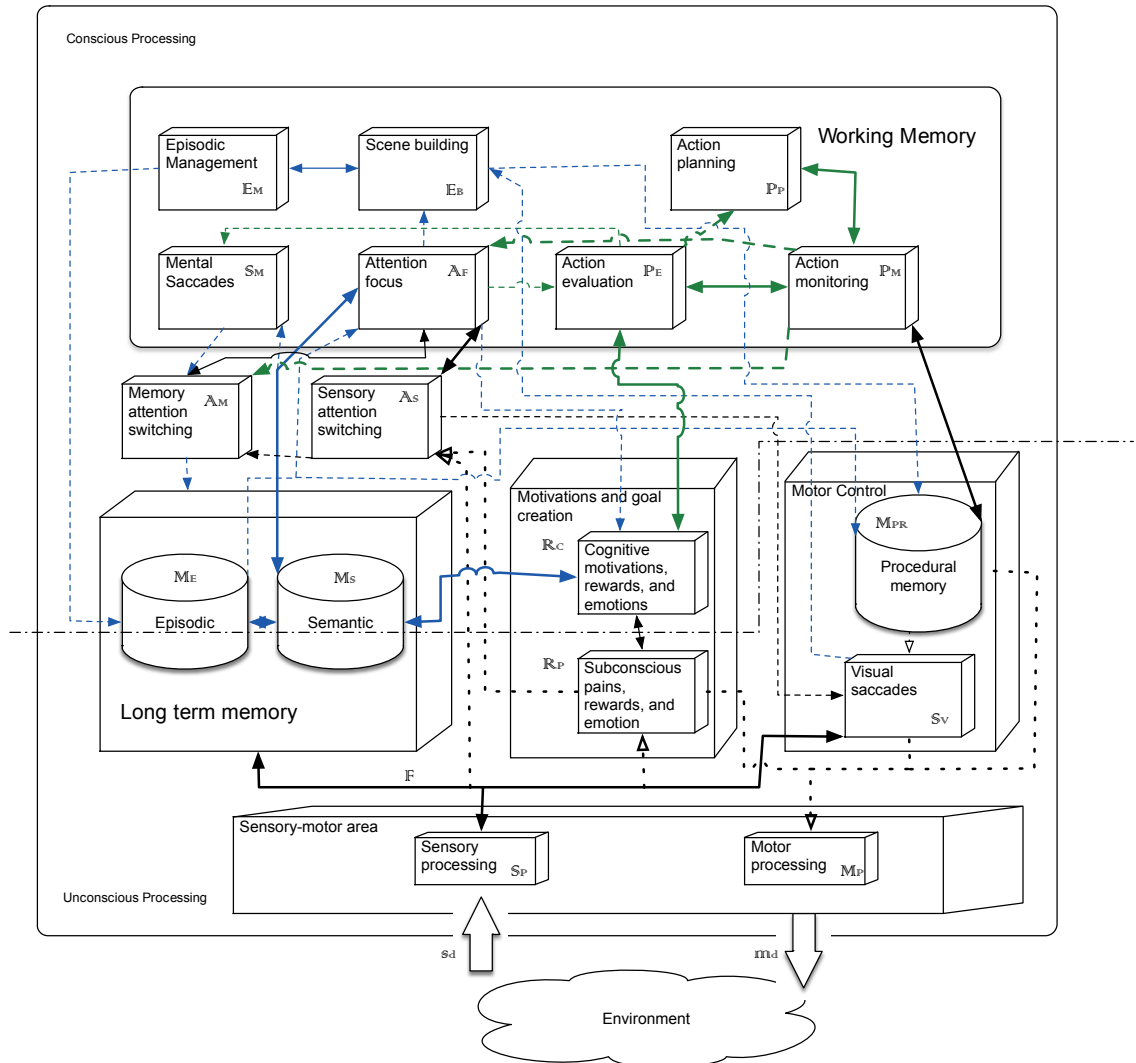 Conscious Processing
Working Memory
Episodic
Management
𝔼M
Scene building
𝔼B
Action
planning
ℙP
Mental
Saccades
𝕊M
Attention
focus
𝔸F
Action
evaluation
ℙE
Action
monitoring
ℙM
Memory
attention
switching
𝔸M
Sensory
attention
switching
𝔸S
Motivations and goal
creation
Motor Control
ℝC
Cognitive
motivations,
rewards, and
emotions
𝕄PR
Procedural
memory
𝕄E
Episodic
𝕄S
Semantic
Long term memory
ℝP
Subconscious
pains,
rewards, and
emotion
Visual
saccades
𝕊V
𝔽
Sensory-motor area
Sensory
processing
𝕊P
Motor
processing
𝕄P
Unconscious Processing
𝕤d
𝕞d
Environment